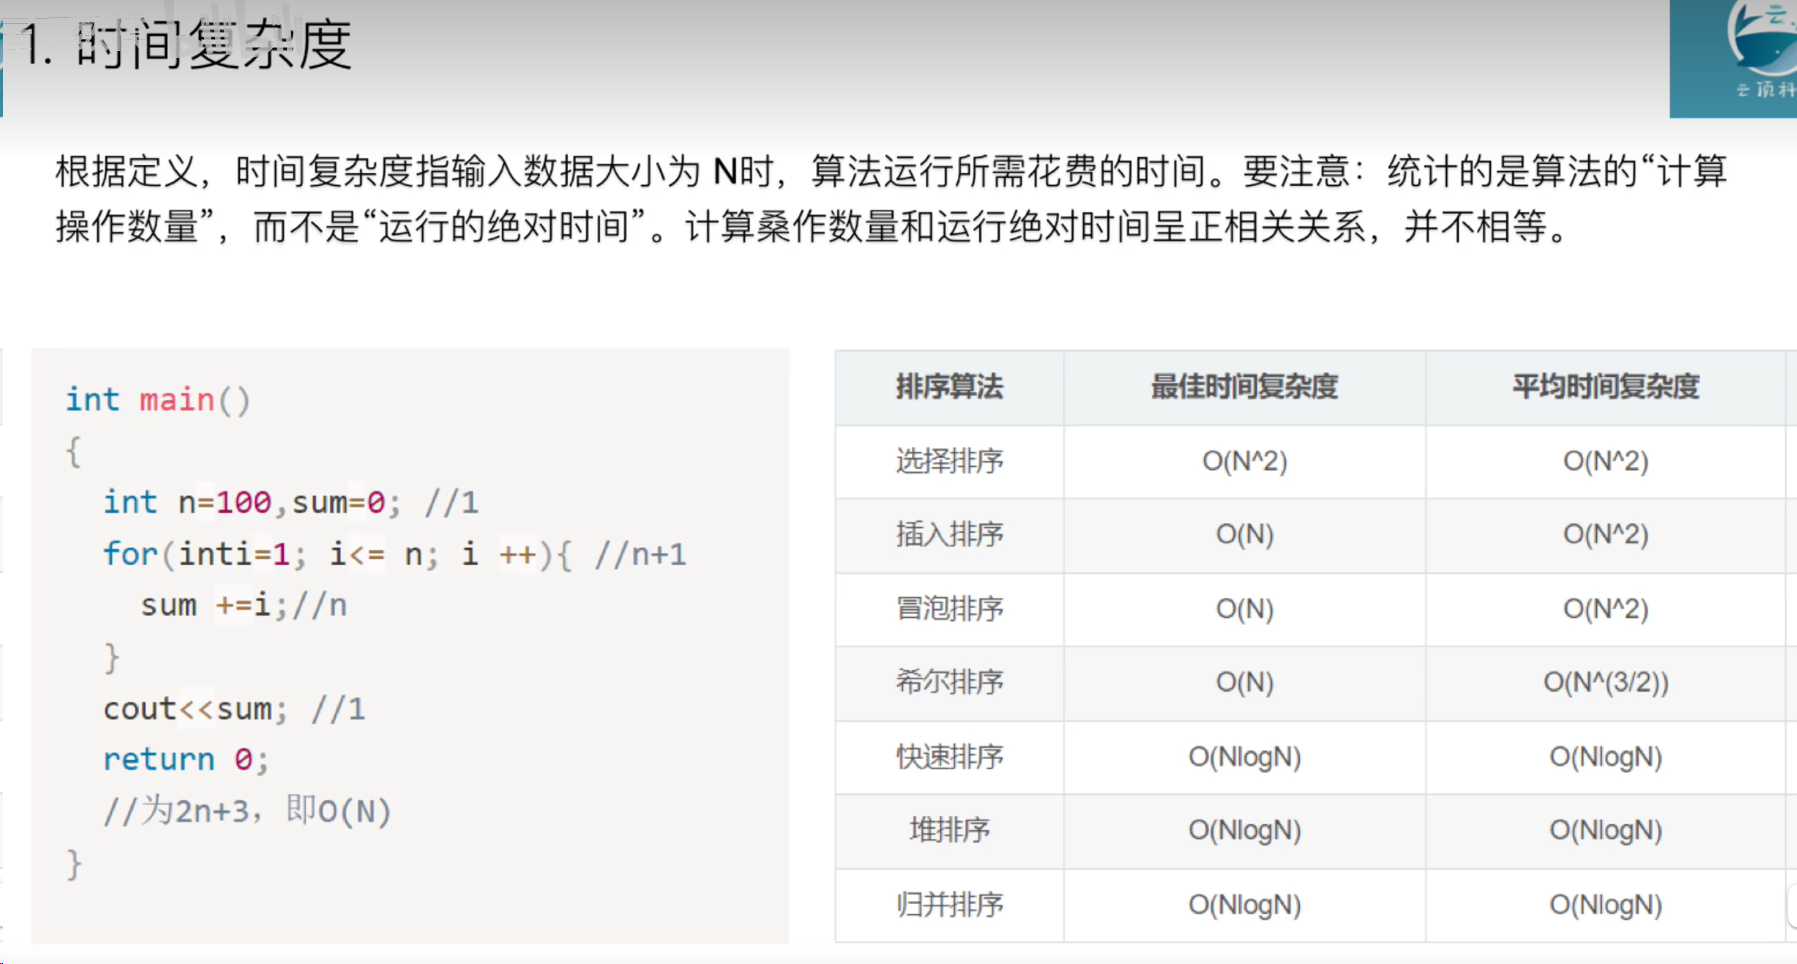 1. 时间复杂度
云顶科
根据定义，时间复杂度指输入数据大小为 N时，算法运行所需花费的时间。要注意：统计的是算法的“计算
操作数量”，而不是“运行的绝对时间”。计算桑作数量和运行绝对时间呈正相关关系，并不相等。
int main()
{
int n=100,sum=0; //1
for(inti=1; i<= n; i ++){ //n+1
sum +=i;//n
}
cout<<sum; //1
return 0;
//为2n+3，即O(N)
}
排序算法 最佳时间复杂度 平均时间复杂度
选择排序 O(N^2) O(N^2)
插入排序 O(N) O(N^2)
冒泡排序 O(N) O(N^2)
希尔排序 O(N) O(N^(3/2))
快速排序 O(NlogN) O(NlogN)
堆排序 O(NlogN) O(NlogN)
归并排序 O(NlogN) O(NlogN)